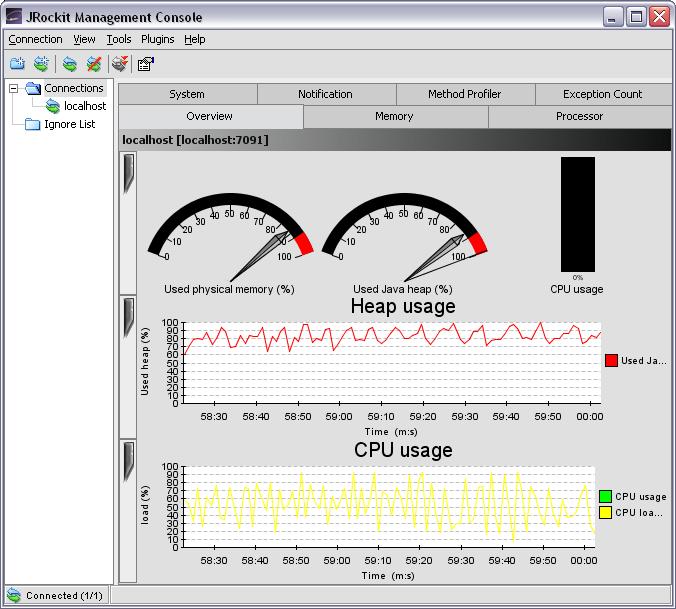 JRockit Management Console
Connection View Tools Plugins Help
Connections
localhost
Ignore List
System Notification Method Profiler Exception Count
Overview Memory Processor
localhost [localhost:7091]
0 10 20 30 40 50 60 70 80 100
Used physical memory (%)
0 10 20 30 40 50 60 70 80 100
Used Java heap (%)
0%
CPU usage
Heap usage
Used heap (%)
100
90
80
70
60
50
40
30
20
10
0
58:30 58:40 58:50 59:00 59:10 59:20 59:30 59:40 59:50 00:00
Time (m:s)
Used Ja...
CPU usage
load (%)
100
90
80
70
60
50
40
30
20
10
0
58:30 58:40 58:50 59:00 59:10 59:20 59:30 59:40 59:50 00:00
Time (m:s)
CPU usage
CPU loa...
Connected (1/1)